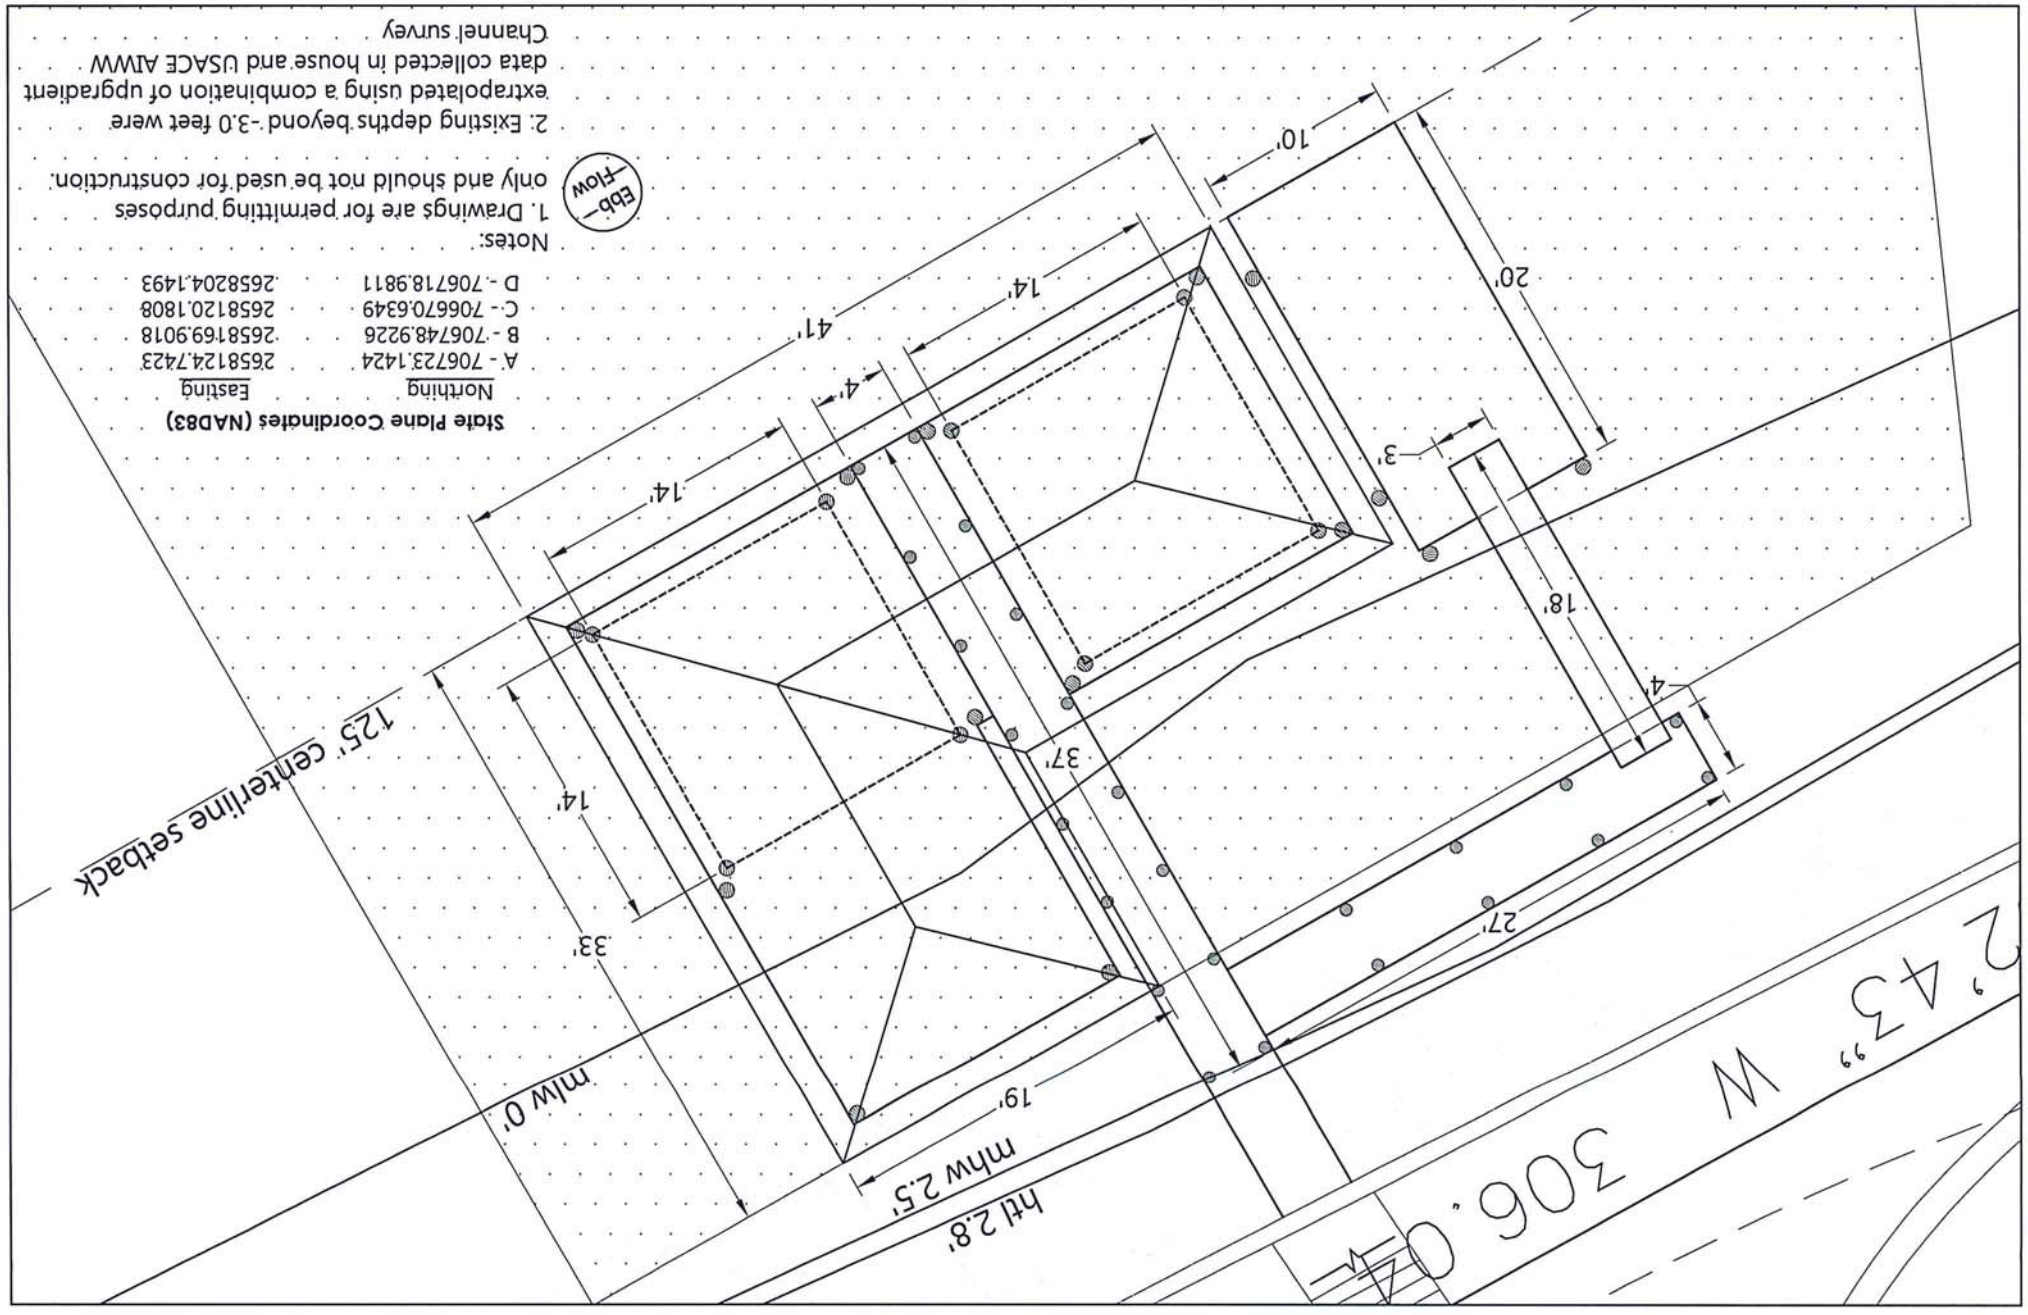 2' 43" W 306.04
htl 2.8'
mhw 2.5'
19'
mlw 0'
27'
33'
14'
37'
4'
18'
125' centerline setback
14'
3'
4'
41'
14'
20'
10'
State Plane Coordinates (NAD83)
Northing Easting
A - 706723.1424 2658124.7423
B - 706748.9226 2658169.9018
C - 706670.6349 2658120.1808
D - 706718.9811 2658204.1493
Notes:
1. Drawings are for permitting purposes
only and should not be used for construction.
2: Existing depths beyond -3.0 feet were
extrapolated using a combination of upgradient
data collected in house and USACE AIWW
Channel survey
Ebb-
Flow